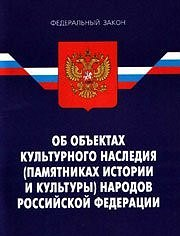 ФЕДЕРАЛЬНЫЙ ЗАКОН
ОБ ОБЪЕКТАХ
КУЛЬТУРНОГО НАСЛЕДИЯ
(ПАМЯТНИКАХ ИСТОРИИ
И КУЛЬТУРЫ) НАРОДОВ
РОССИЙСКОЙ ФЕДЕРАЦИИ